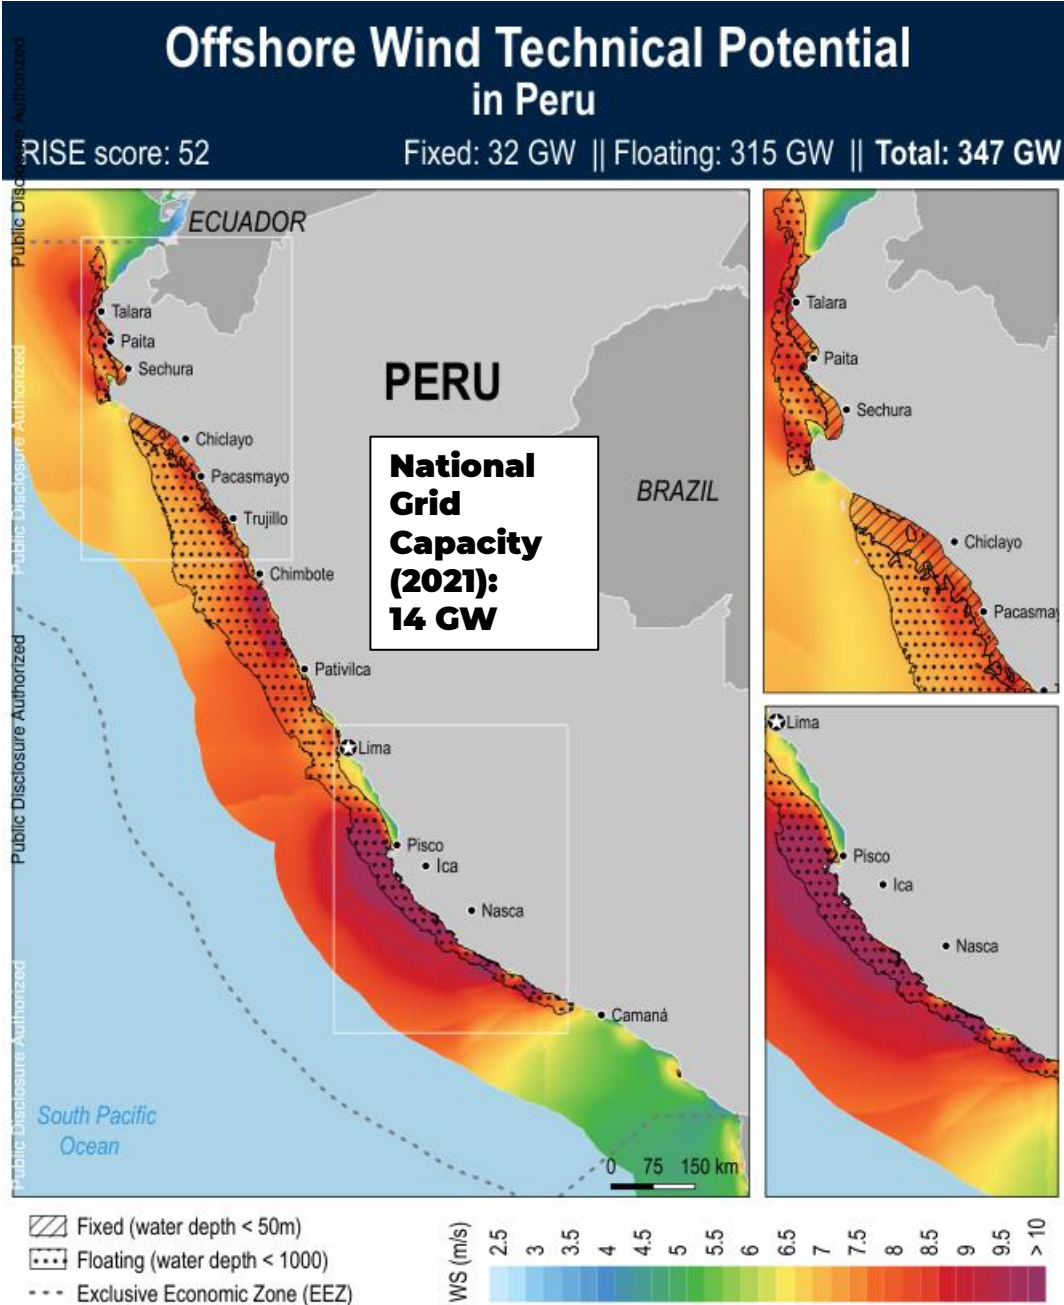 Offshore Wind Technical Potential
in Peru
RISE score: 52
Fixed: 32 GW || Floating: 315 GW || Total: 347 GW
Public Disclosure Authorized
Public Disclosure Authorized
Public Disclosure Authorized
Public Disclosure Authorized
ECUADOR
Talara
Paita
Sechura
PERU
Chiclayo
Pacasmayo
Trujillo
Chimbote
Pativilca
National
Grid
Capacity
(2021):
14 GW
BRAZIL
Lima
Pisco
Ica
Nasca
Camaná
South Pacific
Ocean
0 75 150 km
Talara
Paita
Sechura
Chiclayo
Pacasma
Lima
Pisco
Ica
Nasca
Fixed (water depth < 50m)
Floating (water depth < 1000)
Exclusive Economic Zone (EEZ)
WS (m/s)
2.5 3 3.5 4 4.5 5 5.5 6 6.5 7 7.5 8 8.5 9 9.5 > 10